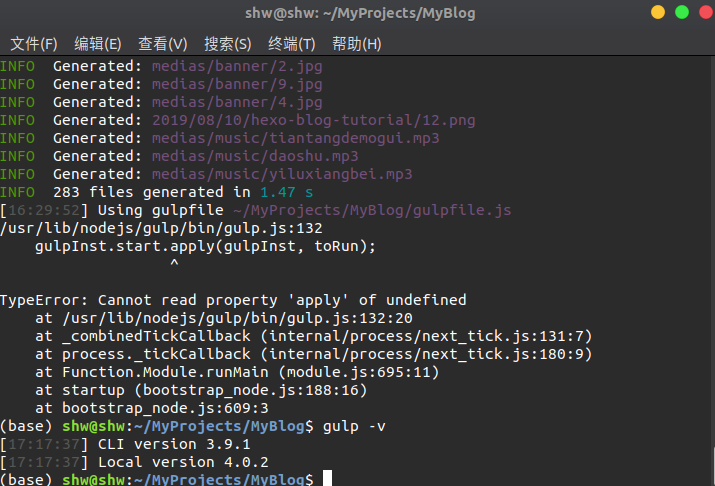 shw@shw: ~/MyProjects/MyBlog
文件(F) 编辑(E) 查看(V) 搜索(S) 终端(T) 帮助(H)
INFO  Generated: medias/banner/2.jpg
INFO  Generated: medias/banner/9.jpg
INFO  Generated: medias/banner/4.jpg
INFO  Generated: 2019/08/10/hexo-blog-tutorial/12.png
INFO  Generated: medias/music/tiantangdemogui.mp3
INFO  Generated: medias/music/daoshu.mp3
INFO  Generated: medias/music/yiluxiangbei.mp3
INFO  283 files generated in 1.47 s
[16:29:52] Using gulpfile ~/MyProjects/MyBlog/gulpfile.js
/usr/lib/nodejs/gulp/bin/gulp.js:132
    gulpInst.start.apply(gulpInst, toRun);
                   ^
TypeError: Cannot read property 'apply' of undefined
    at /usr/lib/nodejs/gulp/bin/gulp.js:132:20
    at _combinedTickCallback (internal/process/next_tick.js:131:7)
    at process._tickCallback (internal/process/next_tick.js:180:9)
    at Function.Module.runMain (module.js:695:11)
    at startup (bootstrap_node.js:188:16)
    at bootstrap_node.js:609:3
(base) shw@shw:~/MyProjects/MyBlog$ gulp -v
[17:17:37] CLI version 3.9.1
[17:17:37] Local version 4.0.2
(base) shw@shw:~/MyProjects/MyBlog$